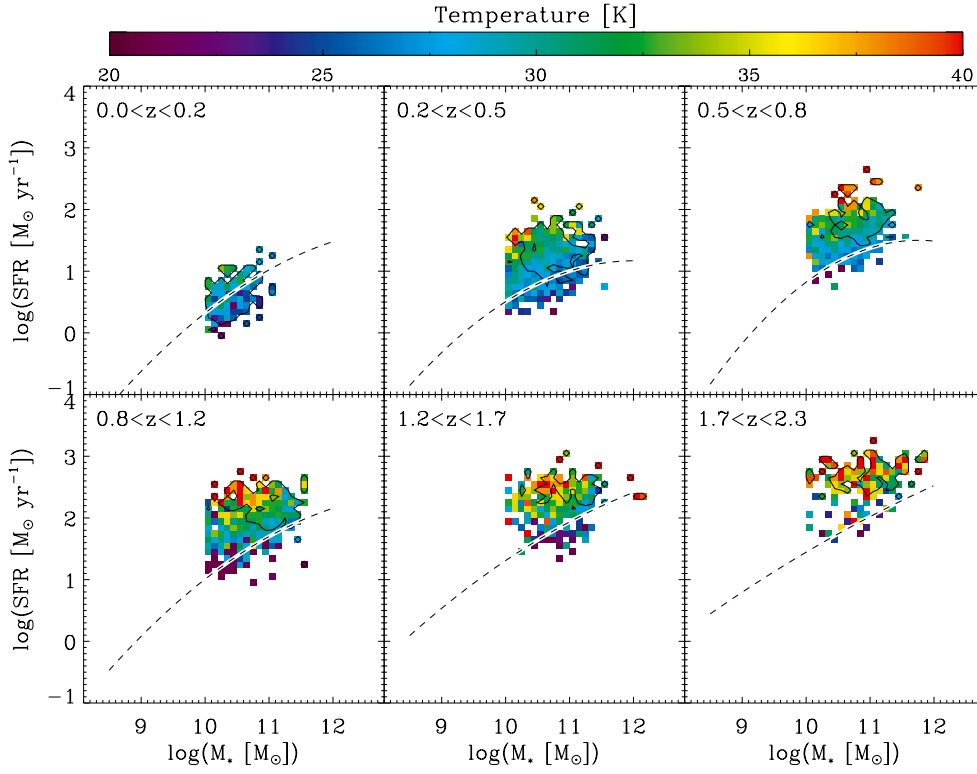 Temperature [K]
20 25 30 35 40
4
3
2
1
0
−1
log(SFR [M⊙ yr⁻¹])
0.0<z<0.2
0.2<z<0.5
0.5<z<0.8
4
3
2
1
0
−1
log(SFR [M⊙ yr⁻¹])
0.8<z<1.2
1.2<z<1.7
1.7<z<2.3
9 10 11 12 9 10 11 12 9 10 11 12
log(M* [M⊙]) log(M* [M⊙]) log(M* [M⊙])